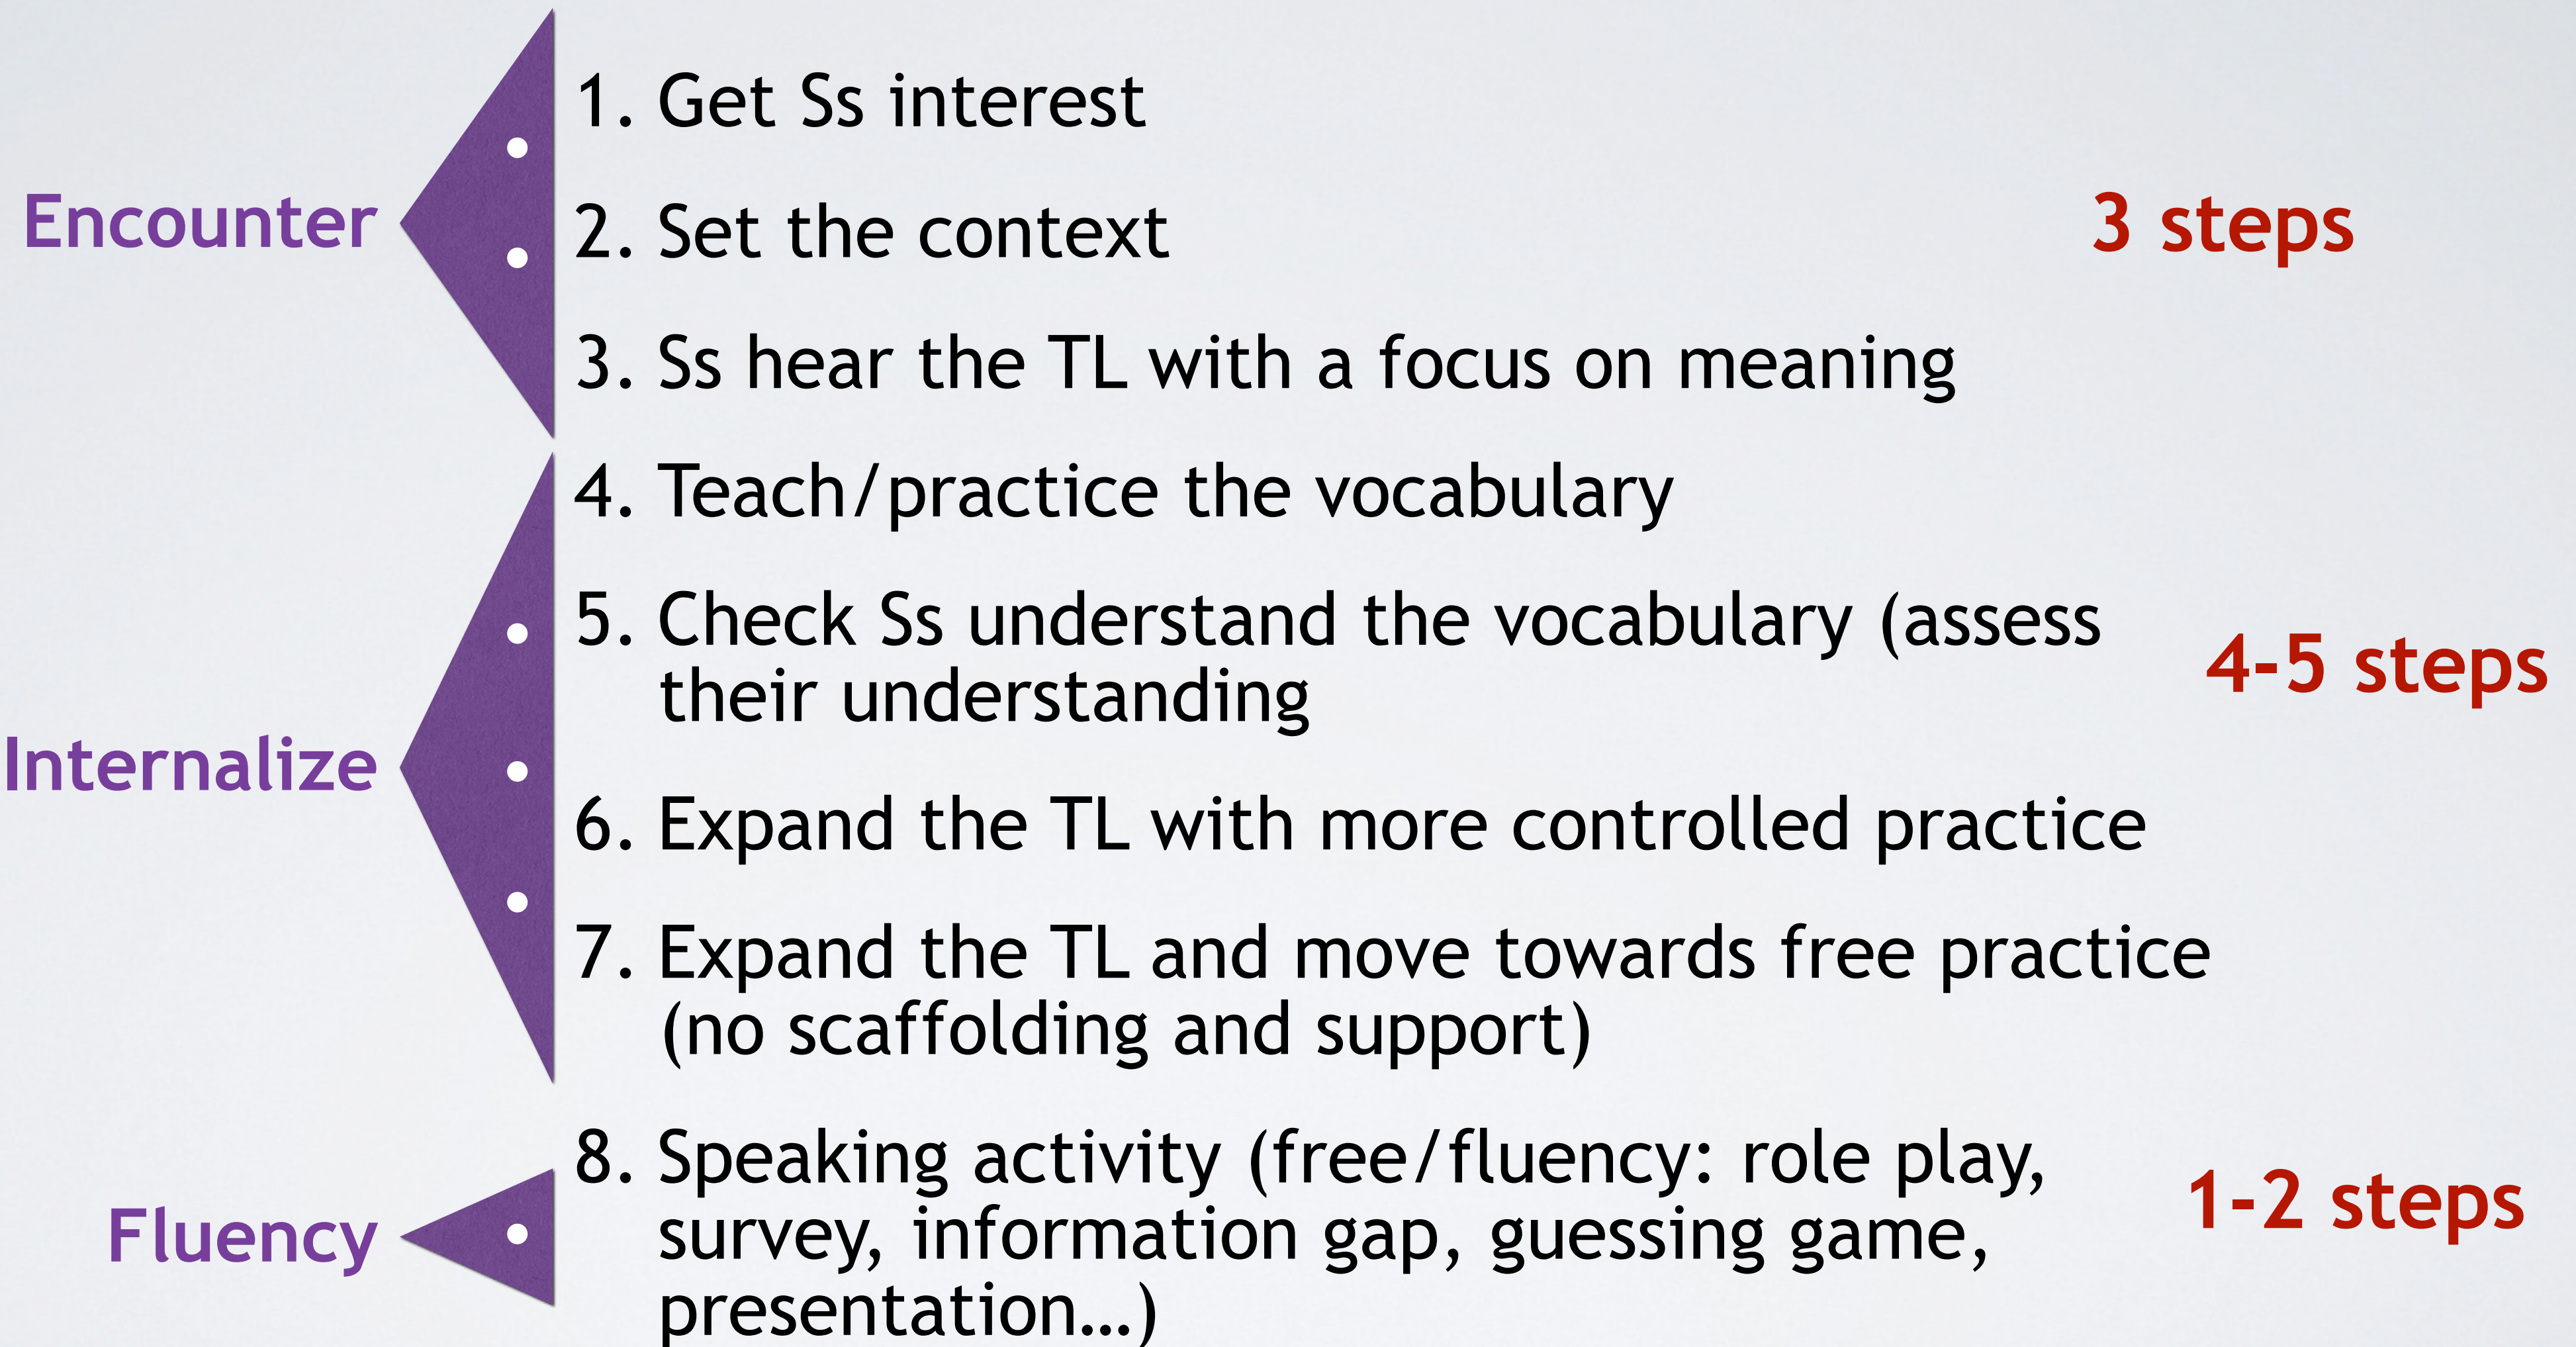 1. Get Ss interest
Encounter
2. Set the context
3 steps
3. Ss hear the TL with a focus on meaning
4. Teach/practice the vocabulary
5. Check Ss understand the vocabulary (assess
their understanding
4-5 steps
Internalize
6. Expand the TL with more controlled practice
7. Expand the TL and move towards free practice
(no scaffolding and support)
8. Speaking activity (free/fluency: role play,
survey, information gap, guessing game,
presentation…)
1-2 steps
Fluency